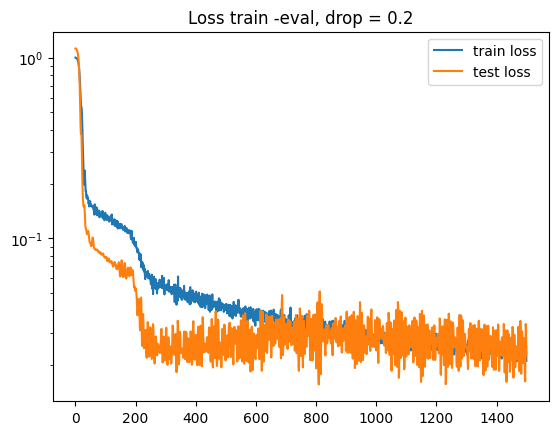 Loss train -eval, drop = 0.2
train loss
test loss
10⁰
10⁻¹
0 200 400 600 800 1000 1200 1400